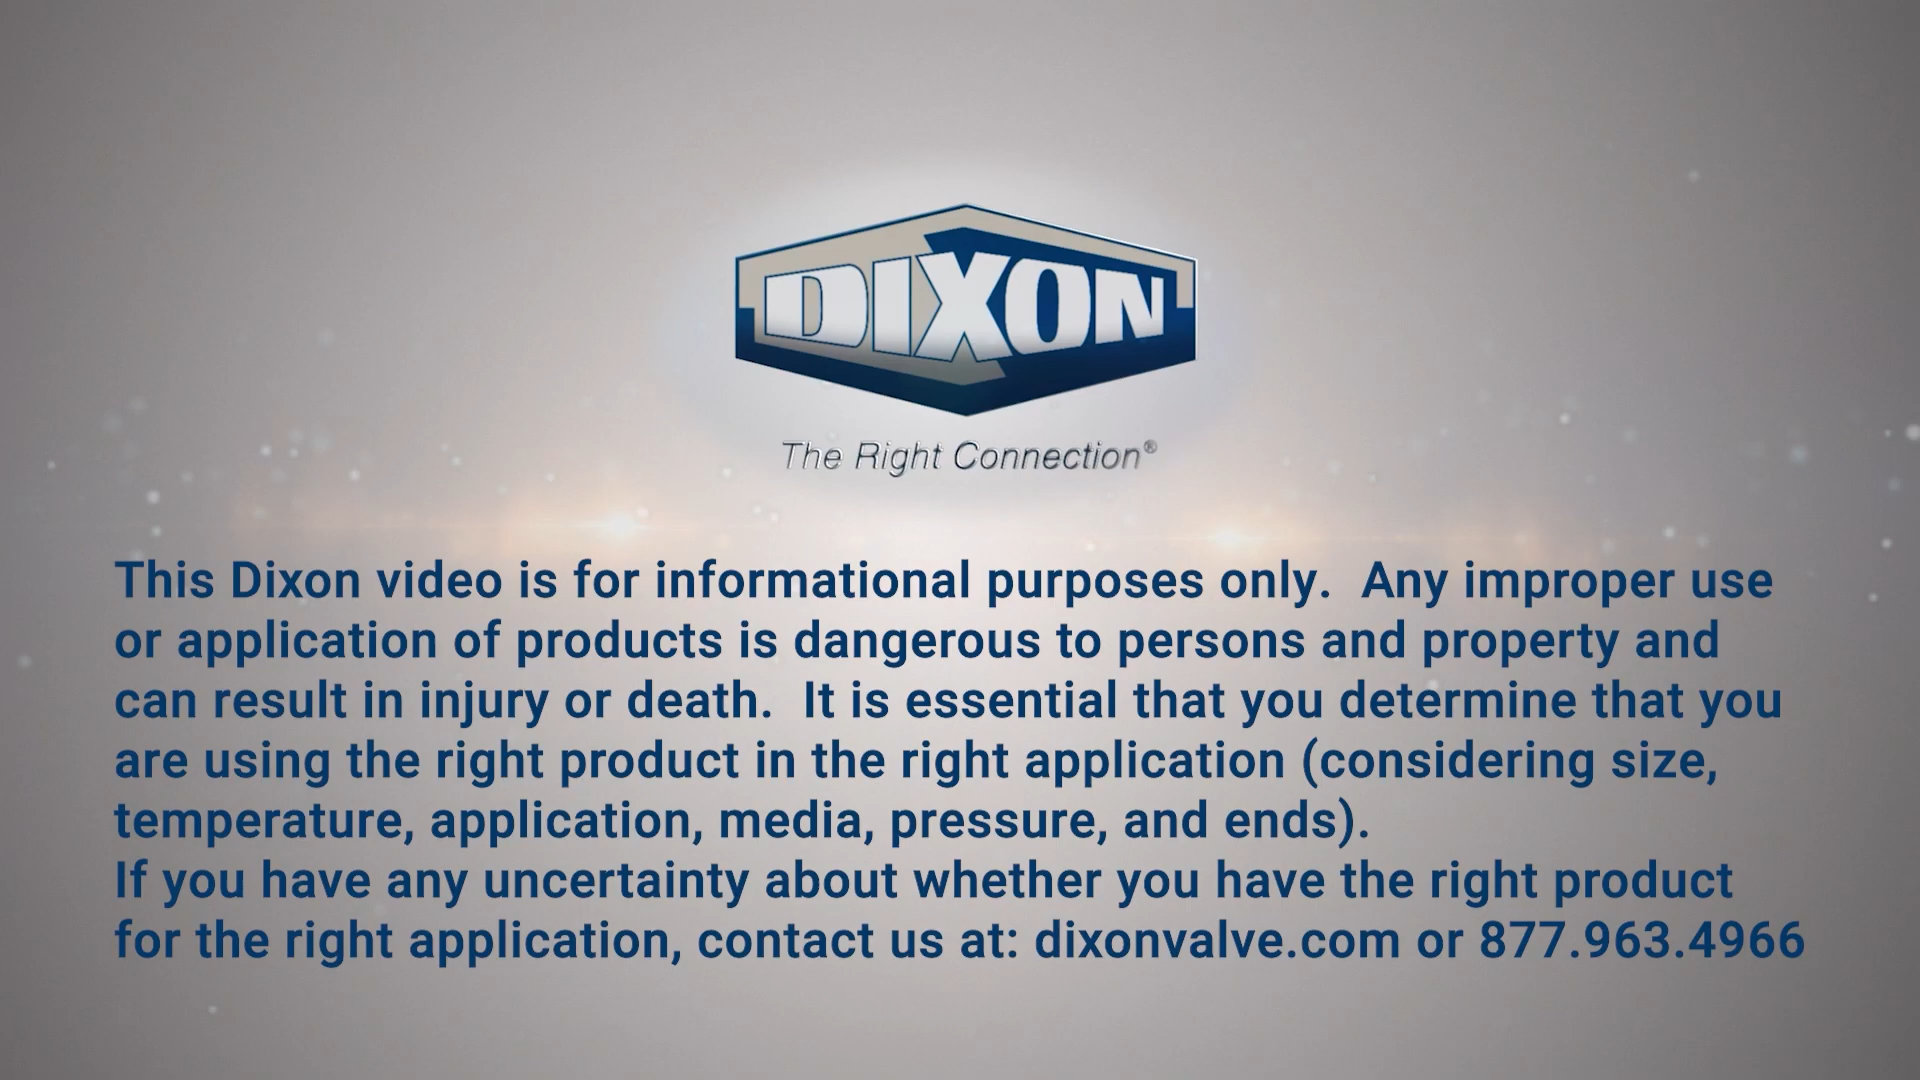 DIXON
The Right Connection®
This Dixon video is for informational purposes only.  Any improper use
or application of products is dangerous to persons and property and
can result in injury or death.  It is essential that you determine that you
are using the right product in the right application (considering size,
temperature, application, media, pressure, and ends).
If you have any uncertainty about whether you have the right product
for the right application, contact us at: dixonvalve.com or 877.963.4966